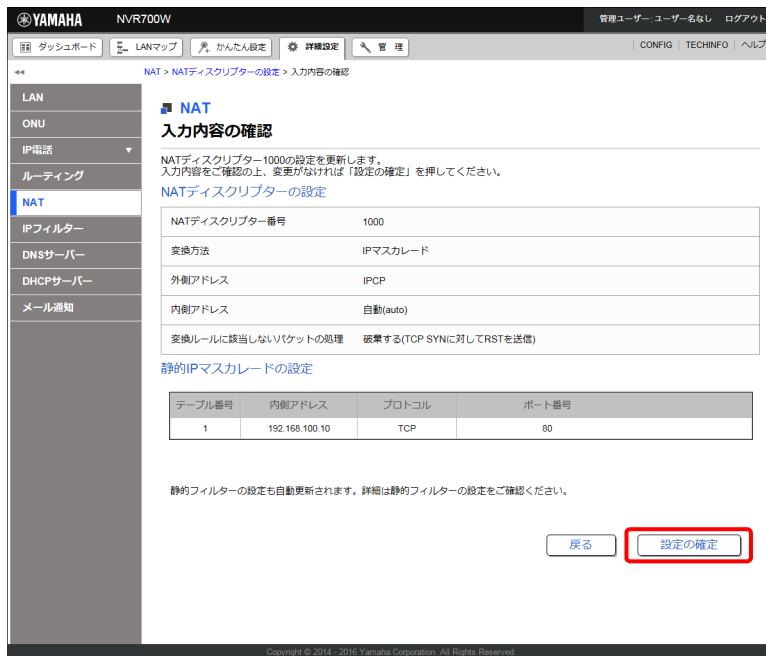 YAMAHA NVR700W 管理ユーザー:ユーザー名なし ログアウト
ダッシュボード LANマップ かんたん設定 詳細設定 管 理 CONFIG TECHINFO ヘルプ
NAT > NATディスクリプターの設定 > 入力内容の確認
LAN
ONU
IP電話
ルーティング
NAT
IPフィルター
DNSサーバー
DHCPサーバー
メール通知
NAT
入力内容の確認
NATディスクリプター1000の設定を更新します。
入力内容をご確認の上、変更がなければ「設定の確定」を押してください。
NATディスクリプターの設定
NATディスクリプター番号 1000
変換方法 IPマスカレード
外側アドレス IPCP
内側アドレス 自動(auto)
変換ルールに該当しないパケットの処理 破棄する(TCP SYNに対してRSTを送信)
静的IPマスカレードの設定
テーブル番号 内側アドレス プロトコル ポート番号
1 192.168.100.10 TCP 80
静的フィルターの設定も自動更新されます。詳細は静的フィルターの設定をご確認ください。
戻る 設定の確定
Copyright © 2014 - 2016 Yamaha Corporation. All Rights Reserved.